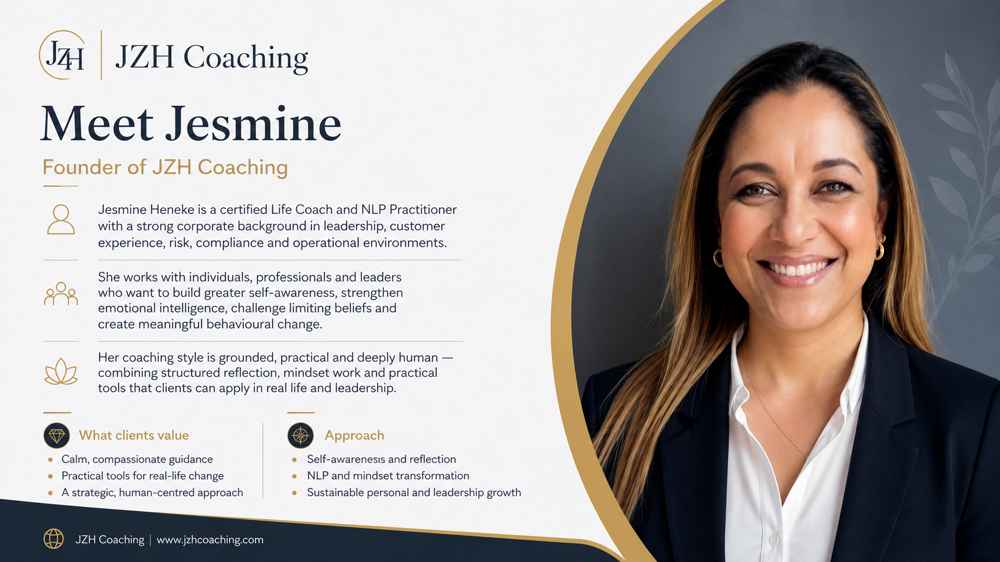 JZH
JZH Coaching
Meet Jesmine
Founder of JZH Coaching
Jesmine Heneke is a certified Life Coach and NLP Practitioner
with a strong corporate background in leadership, customer
experience, risk, compliance and operational environments.
She works with individuals, professionals and leaders
who want to build greater self-awareness, strengthen
emotional intelligence, challenge limiting beliefs and
create meaningful behavioural change.
Her coaching style is grounded, practical and deeply human —
combining structured reflection, mindset work and practical
tools that clients can apply in real life and leadership.
What clients value
• Calm, compassionate guidance
• Practical tools for real-life change
• A strategic, human-centred approach
Approach
• Self-awareness and reflection
• NLP and mindset transformation
• Sustainable personal and leadership growth
JZH Coaching | www.jzhcoaching.com